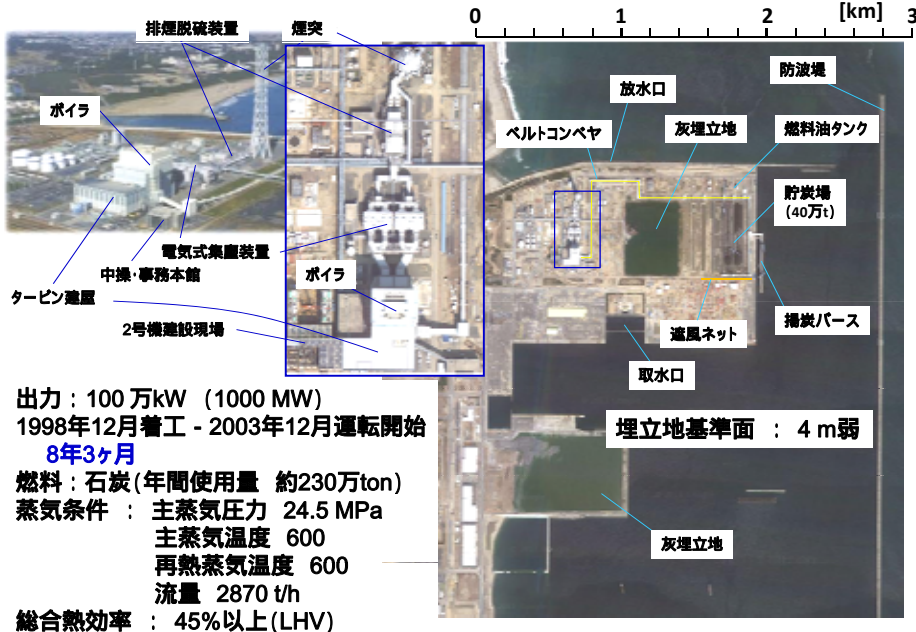 0 1 2 [km] 3
排煙脱硫装置
煙突
ボイラ
電気式集塵装置
中操・事務本館
タービン建屋
ボイラ
2号機建設現場
防波堤
放水口
ベルトコンベヤ
灰埋立地
燃料油タンク
貯炭場
(40万t)
揚炭バース
遮風ネット
取水口
埋立地基準面 : 4 m弱
灰埋立地
出力 : 100 万kW (1000 MW)
1998年12月着工 - 2003年12月運転開始
8年3ヶ月
燃料 : 石炭(年間使用量 約230万ton)
蒸気条件 : 主蒸気圧力 24.5 MPa
主蒸気温度 600
再熱蒸気温度 600
流量 2870 t/h
総合熱効率 : 45%以上(LHV)